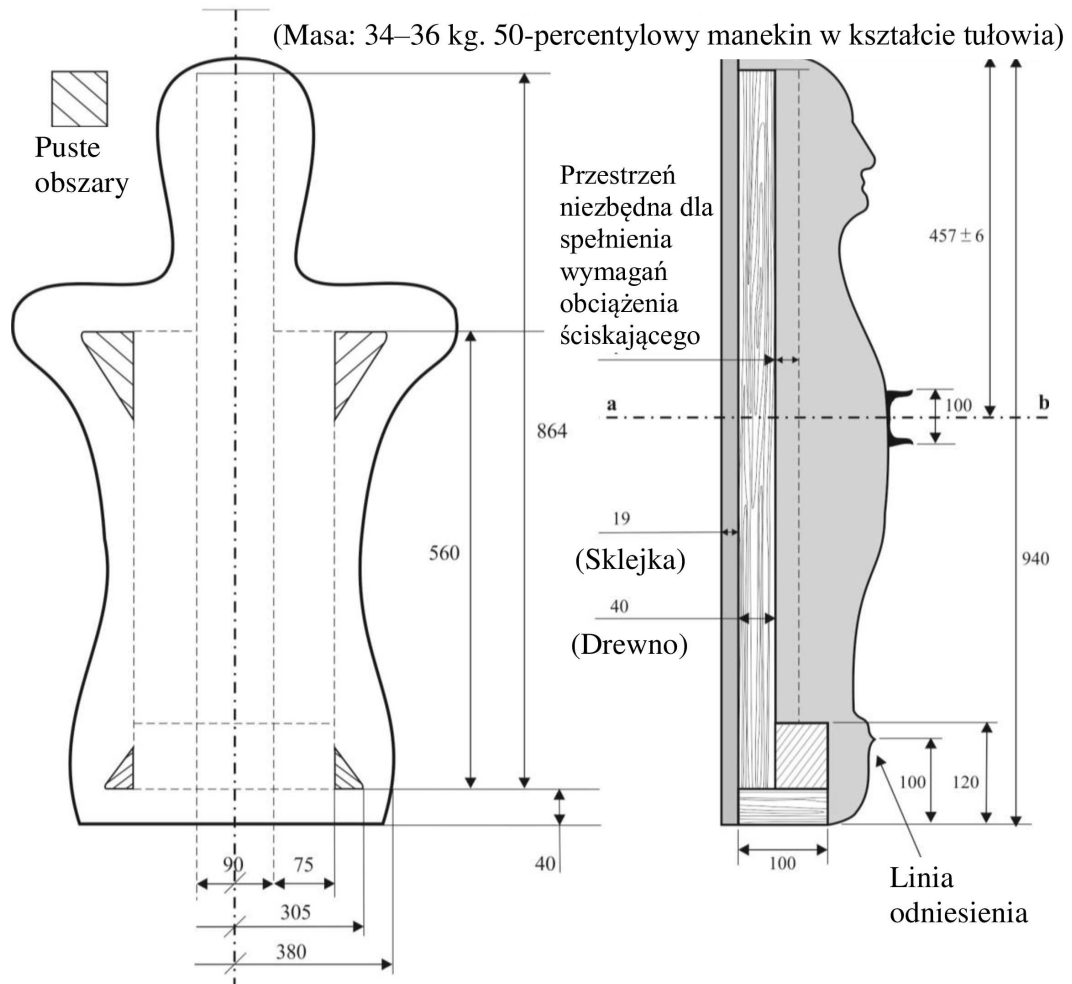 (Masa: 34–36 kg. 50-percentylowy manekin w kształcie tułowia)
Puste
obszary
Przestrzeń
niezbędna dla
spełnienia
wymagań
obciążenia
ściskającego
457 ± 6
a
b
100
864
560
19
(Sklejka)
940
40
(Drewno)
100
120
90
75
40
100
305
380
Linia
odniesienia